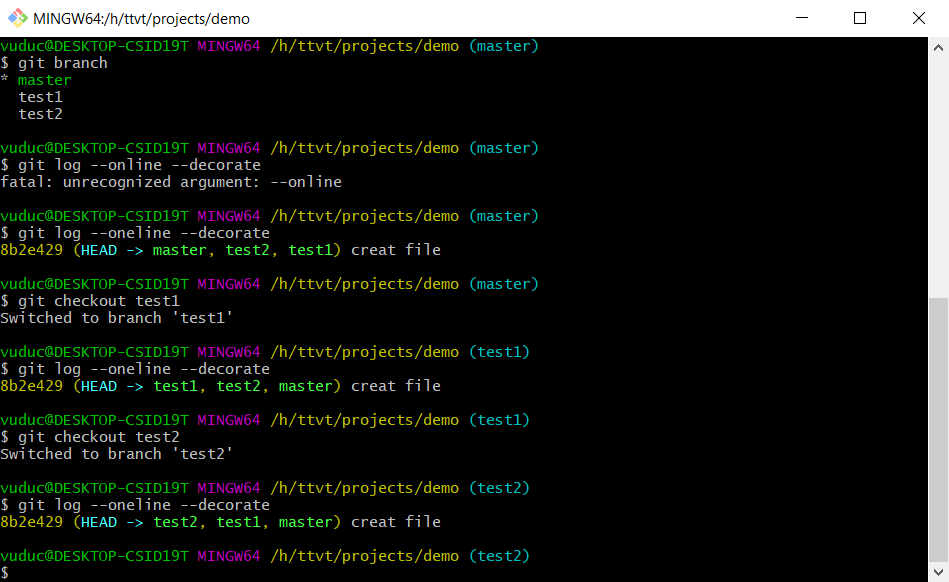 MINGW64:/h/ttvt/projects/demo
vuduc@DESKTOP-CSID19T MINGW64 /h/ttvt/projects/demo (master)
$ git branch
* master
  test1
  test2
vuduc@DESKTOP-CSID19T MINGW64 /h/ttvt/projects/demo (master)
$ git log --online --decorate
fatal: unrecognized argument: --online
vuduc@DESKTOP-CSID19T MINGW64 /h/ttvt/projects/demo (master)
$ git log --oneline --decorate
8b2e429 (HEAD -> master, test2, test1) creat file
vuduc@DESKTOP-CSID19T MINGW64 /h/ttvt/projects/demo (master)
$ git checkout test1
Switched to branch 'test1'
vuduc@DESKTOP-CSID19T MINGW64 /h/ttvt/projects/demo (test1)
$ git log --oneline --decorate
8b2e429 (HEAD -> test1, test2, master) creat file
vuduc@DESKTOP-CSID19T MINGW64 /h/ttvt/projects/demo (test1)
$ git checkout test2
Switched to branch 'test2'
vuduc@DESKTOP-CSID19T MINGW64 /h/ttvt/projects/demo (test2)
$ git log --oneline --decorate
8b2e429 (HEAD -> test2, test1, master) creat file
vuduc@DESKTOP-CSID19T MINGW64 /h/ttvt/projects/demo (test2)
$